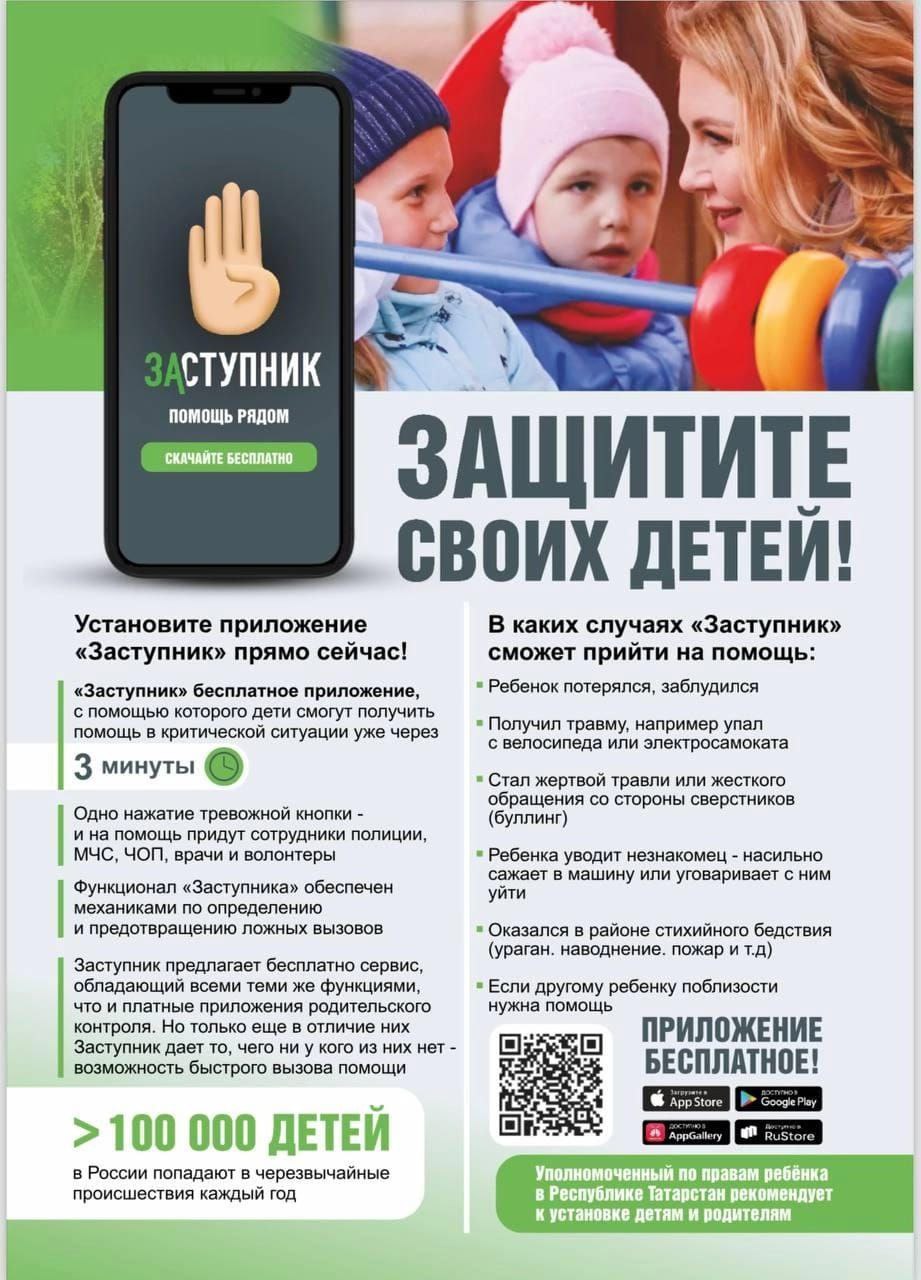 ЗАСТУПНИК
ПОМОЩЬ РЯДОМ
СКАЧАЙТЕ БЕСПЛАТНО
ЗАЩИТИТЕ
СВОИХ ДЕТЕЙ!
Установите приложение
«Заступник» прямо сейчас!
«Заступник» бесплатное приложение,
с помощью которого дети смогут получить
помощь в критической ситуации уже через
3 минуты
Одно нажатие тревожной кнопки -
и на помощь придут сотрудники полиции,
МЧС, ЧОП, врачи и волонтеры
Функционал «Заступника» обеспечен
механиками по определению
и предотвращению ложных вызовов
Заступник предлагает бесплатно сервис,
обладающий всеми теми же функциями,
что и платные приложения родительского
контроля. Но только еще в отличие них
Заступник дает то, чего ни у кого из них нет -
возможность быстрого вызова помощи
> 100 000 ДЕТЕЙ
в России попадают в черезвычайные
происшествия каждый год
В каких случаях «Заступник»
сможет прийти на помощь:
Ребенок потерялся, заблудился
Получил травму, например упал
с велосипеда или электросамоката
Стал жертвой травли или жесткого
обращения со стороны сверстников
(буллинг)
Ребенка уводит незнакомец - насильно
сажает в машину или уговаривает с ним
уйти
Оказался в районе стихийного бедствия
(ураган. наводнение. пожар и т.д)
Если другому ребенку поблизости
нужна помощь
ПРИЛОЖЕНИЕ
БЕСПЛАТНОЕ!
Загрузите в
App Store
ДОСТУПНО В
Google Play
ДОСТУПНО В
AppGallery
Доступно в
RuStore
Уполномоченный по правам ребёнка
в Республике Татарстан рекомендует
к установке детям и родителям